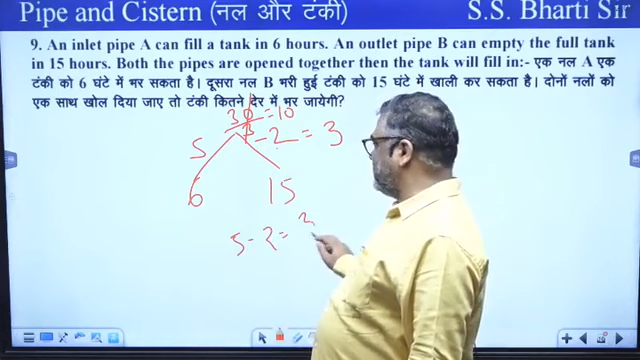 Pipe and Cistern (नल और टंकी)
S.S. Bharti Sir
9. An inlet pipe A can fill a tank in 6 hours. An outlet pipe B can empty the full tank
in 15 hours. Both the pipes are opened together then the tank will fill in:- एक नल A एक
टंकी को 6 घंटे में भर सकता है। दूसरा नल B भरी हुई टंकी को 15 घंटे में खाली कर सकता है। दोनों नलों को
एक साथ खोल दिया जाए तो टंकी कितने देर में भर जायेगी?
30 = 10
3
5
- 2 = 3
6
15
5 - 2 = 3